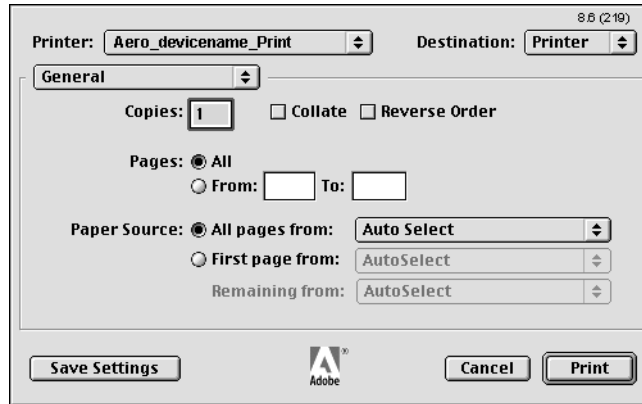 8.6 (219)
Printer: Aero_devicename_Print Destination: Printer
General
Copies: 1 Collate Reverse Order
Pages: All
From: To:
Paper Source: All pages from: Auto Select
First page from: AutoSelect
Remaining from: AutoSelect
Save Settings Adobe ® Cancel Print